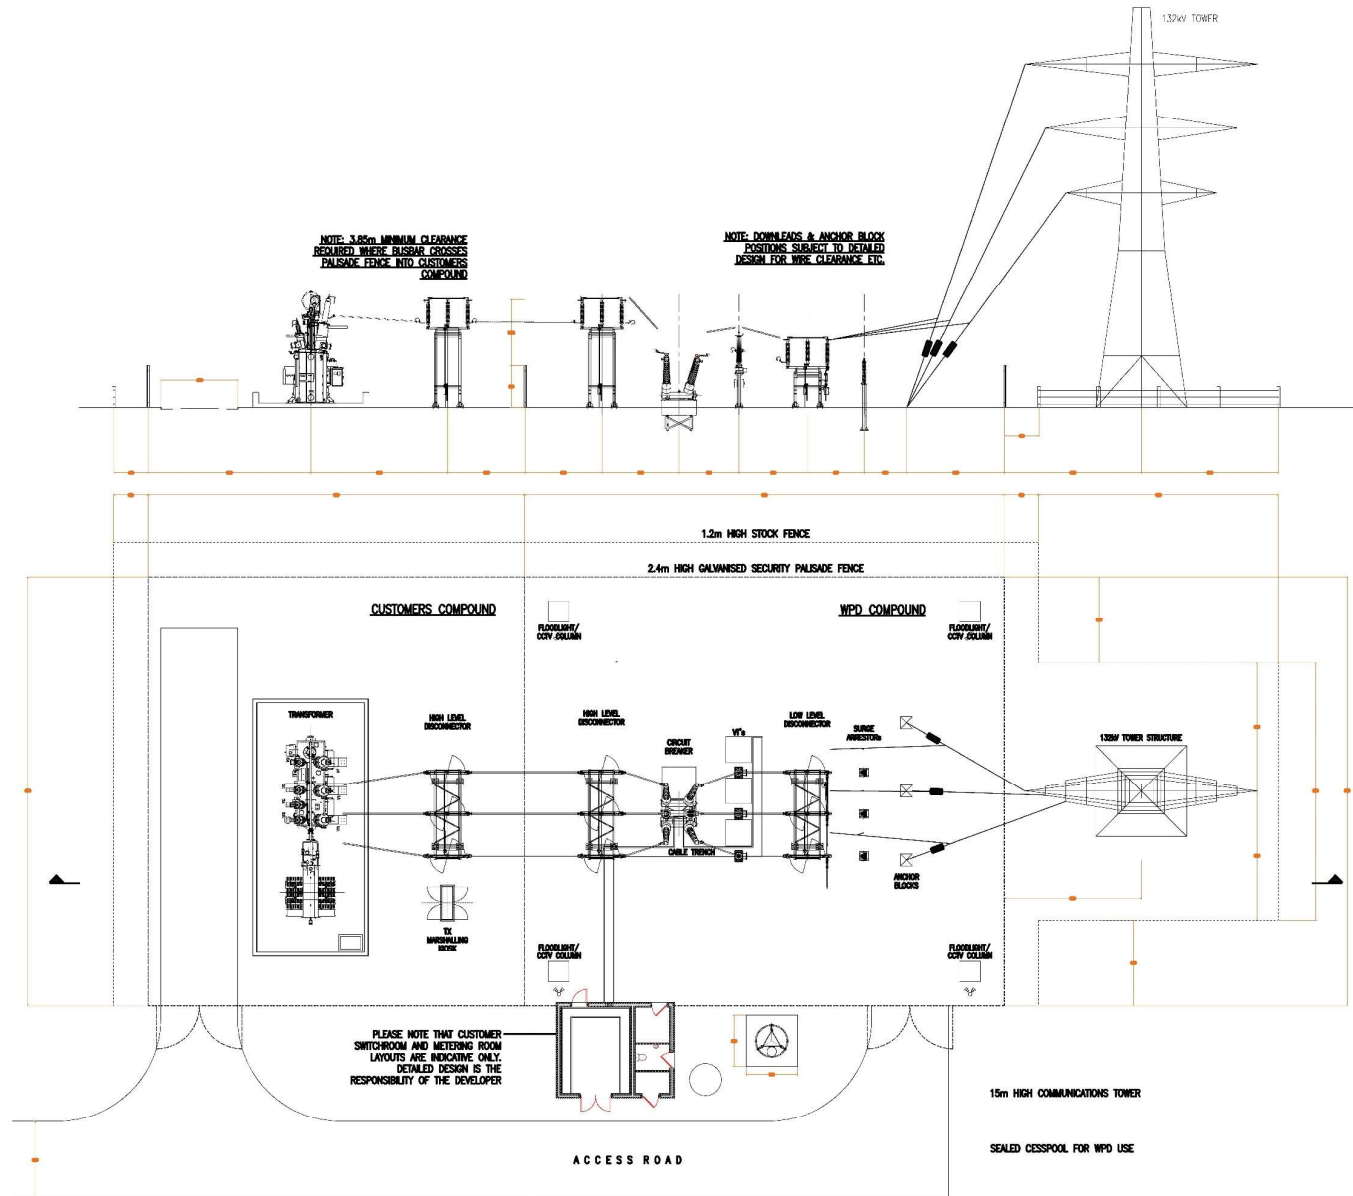 132kV TOWER
NOTE: 3.85m MINIMUM CLEARANCE
REQUIRED WHERE BUSBAR CROSSES
PALISADE FENCE INTO CUSTOMERS
COMPOUND
NOTE: DOWNLEADS & ANCHOR BLOCK
POSITIONS SUBJECT TO DETAILED
DESIGN FOR WIRE CLEARANCE ETC.
1.2m HIGH STOCK FENCE
2.4m HIGH GALVANISED SECURITY PALISADE FENCE
CUSTOMERS COMPOUND
WPD COMPOUND
FLOODLIGHT/
CCTV COLUMN
FLOODLIGHT/
CCTV COLUMN
TRANSFORMER
HIGH LEVEL
DISCONNECTOR
HIGH LEVEL
DISCONNECTOR
CIRCUIT
BREAKER
VT's
LOW LEVEL
DISCONNECTOR
SURGE
ARRESTORs
132kV TOWER STRUCTURE
CABLE TRENCH
ANCHOR
BLOCKS
TX
MARSHALLING
KIOSK
FLOODLIGHT/
CCTV COLUMN
FLOODLIGHT/
CCTV COLUMN
PLEASE NOTE THAT CUSTOMER
SWITCHROOM AND METERING ROOM
LAYOUTS ARE INDICATIVE ONLY.
DETAILED DESIGN IS THE
RESPONSIBILITY OF THE DEVELOPER
15m HIGH COMMUNICATIONS TOWER
SEALED CESSPOOL FOR WPD USE
ACCESS ROAD